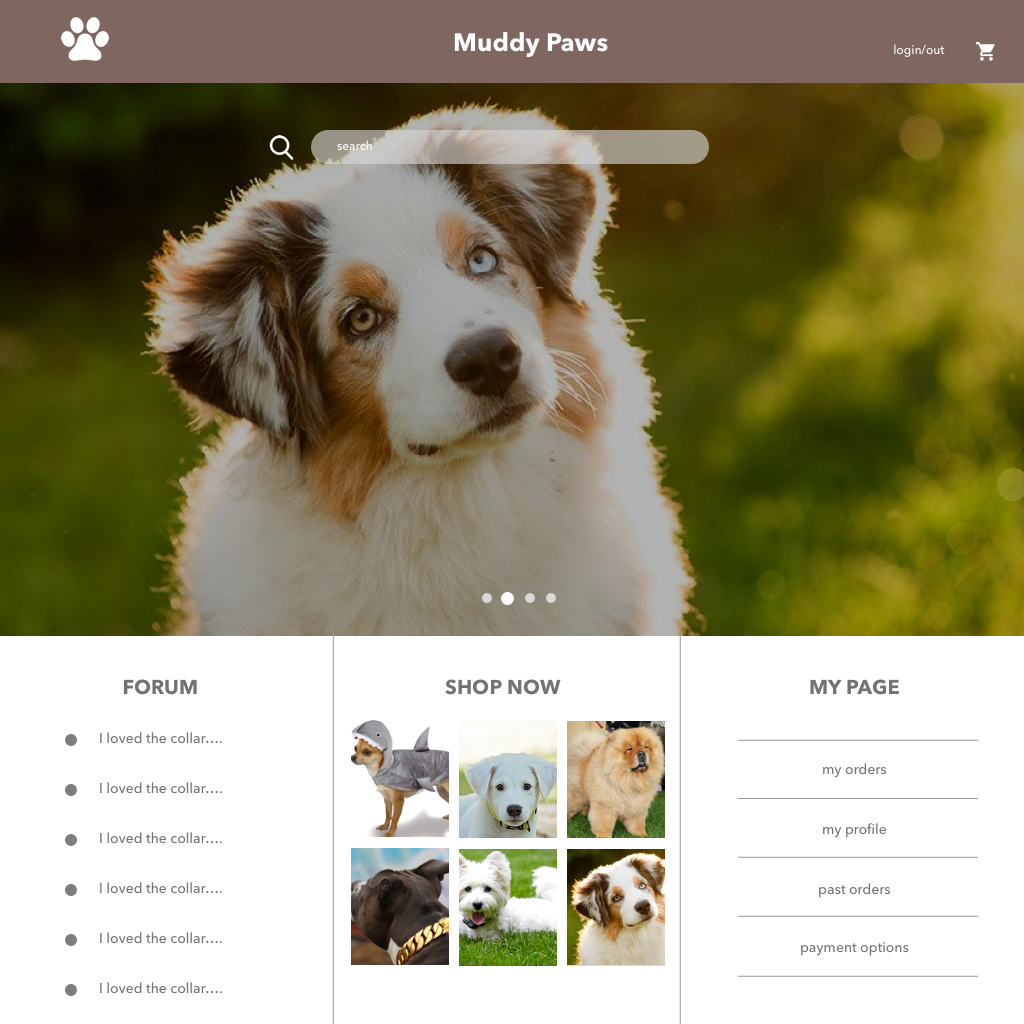 Muddy Paws
login/out
search
FORUM
I loved the collar....
I loved the collar....
I loved the collar....
I loved the collar....
I loved the collar....
I loved the collar....
SHOP NOW
MY PAGE
my orders
my profile
past orders
payment options